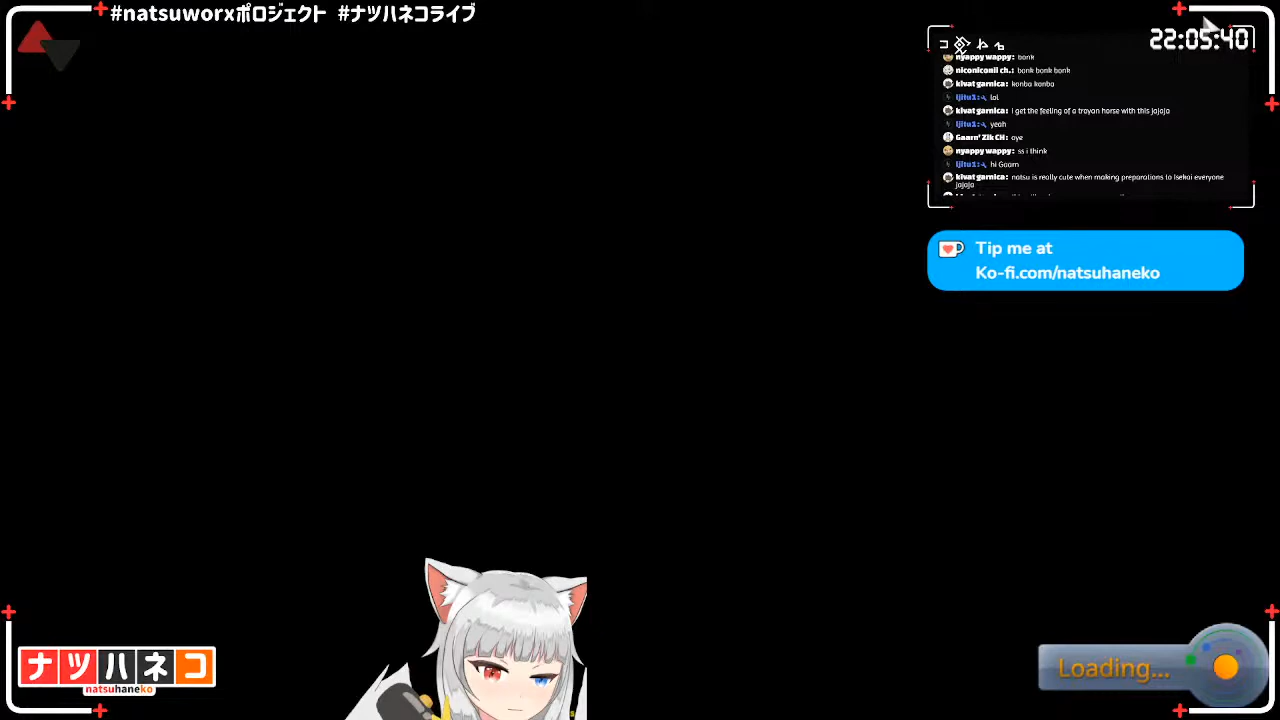 #natsuworxポロジェクト #ナツハネコライブ
22:05:40
nyappy wappy: bonk
niconiconii ch.: bonk bonk bonk
kivat garnica: konba konba
ljitu1: lol
kivat garnica: i get the feeling of a troyan horse with this jajaja
ljitu1: yeah
Gaarn' Zik CH: oye
nyappy wappy: ss i think
ljitu1: hi Gaam
kivat garnica: natsu is really cute when making preparations to Isekai everyone
jajaja
Tip me at
Ko-fi.com/natsuhaneko
ナツハネコ
natsuhaneko
Loading...